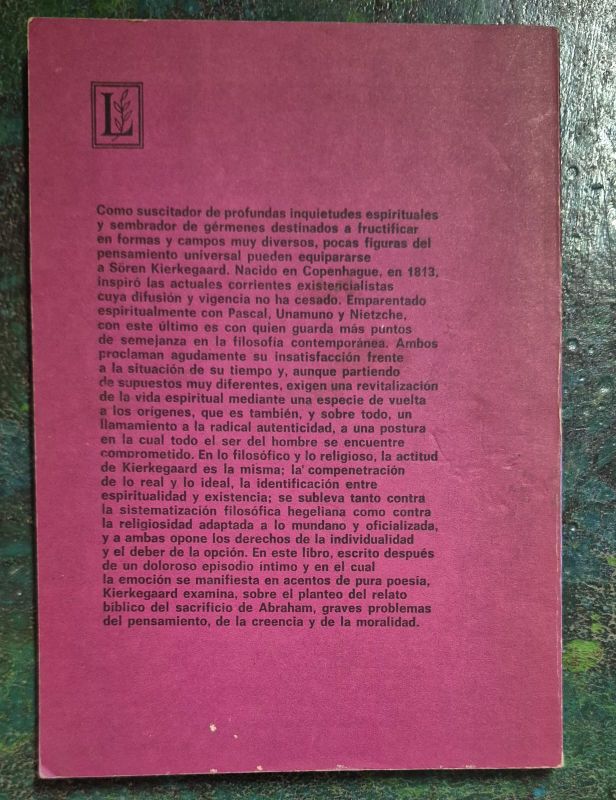 L
Como suscitador de profundas inquietudes espirituales
y sembrador de gérmenes destinados a fructificar
en formas y campos muy diversos, pocas figuras del
pensamiento universal pueden equipararse
a Sören Kierkegaard. Nacido en Copenhague, en 1813,
inspiró las actuales corrientes existencialistas
cuya difusión y vigencia no ha cesado. Emparentado
espiritualmente con Pascal, Unamuno y Nietzche,
con este último es con quien guarda más puntos
de semejanza en la filosofía contemporánea. Ambos
proclaman agudamente su insatisfacción frente
a la situación de su tiempo y, aunque partiendo
de supuestos muy diferentes, exigen una revitalización
de la vida espiritual mediante una especie de vuelta
a los orígenes, que es también, y sobre todo, un
llamamiento a la radical autenticidad, a una postura
en la cual todo el ser del hombre se encuentre
comprometido. En lo filosófico y lo religioso, la actitud
de Kierkegaard es la misma; la compenetración
de lo real y lo ideal, la identificación entre
espiritualidad y existencia; se subleva tanto contra
la sistematización filosófica hegeliana como contra
la religiosidad adaptada a lo mundano y oficializada,
y a ambas opone los derechos de la individualidad
y el deber de la opción. En este libro, escrito después
de un doloroso episodio íntimo y en el cual
la emoción se manifiesta en acentos de pura poesia,
Kierkegaard examina, sobre el planteo del relato
bíblico del sacrificio de Abraham, graves problemas
del pensamiento, de la creencia y de la moralidad.